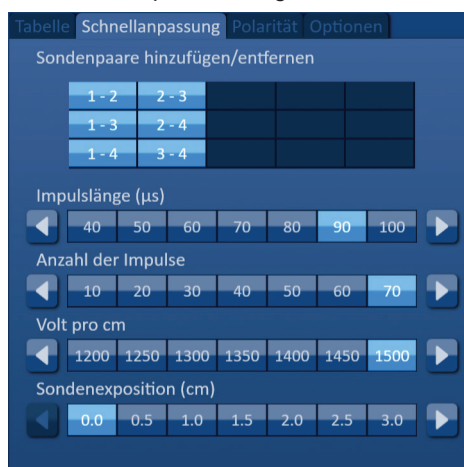 Tabelle Schnellanpassung Polarität Optionen
Sondenpaare hinzufügen/entfernen
1 - 2 2 - 3
1 - 3 2 - 4
1 - 4 3 - 4
Impulslänge (µs)
40 50 60 70 80 90 100
Anzahl der Impulse
10 20 30 40 50 60 70
Volt pro cm
1200 1250 1300 1350 1400 1450 1500
Sondenexposition (cm)
0.0 0.5 1.0 1.5 2.0 2.5 3.0